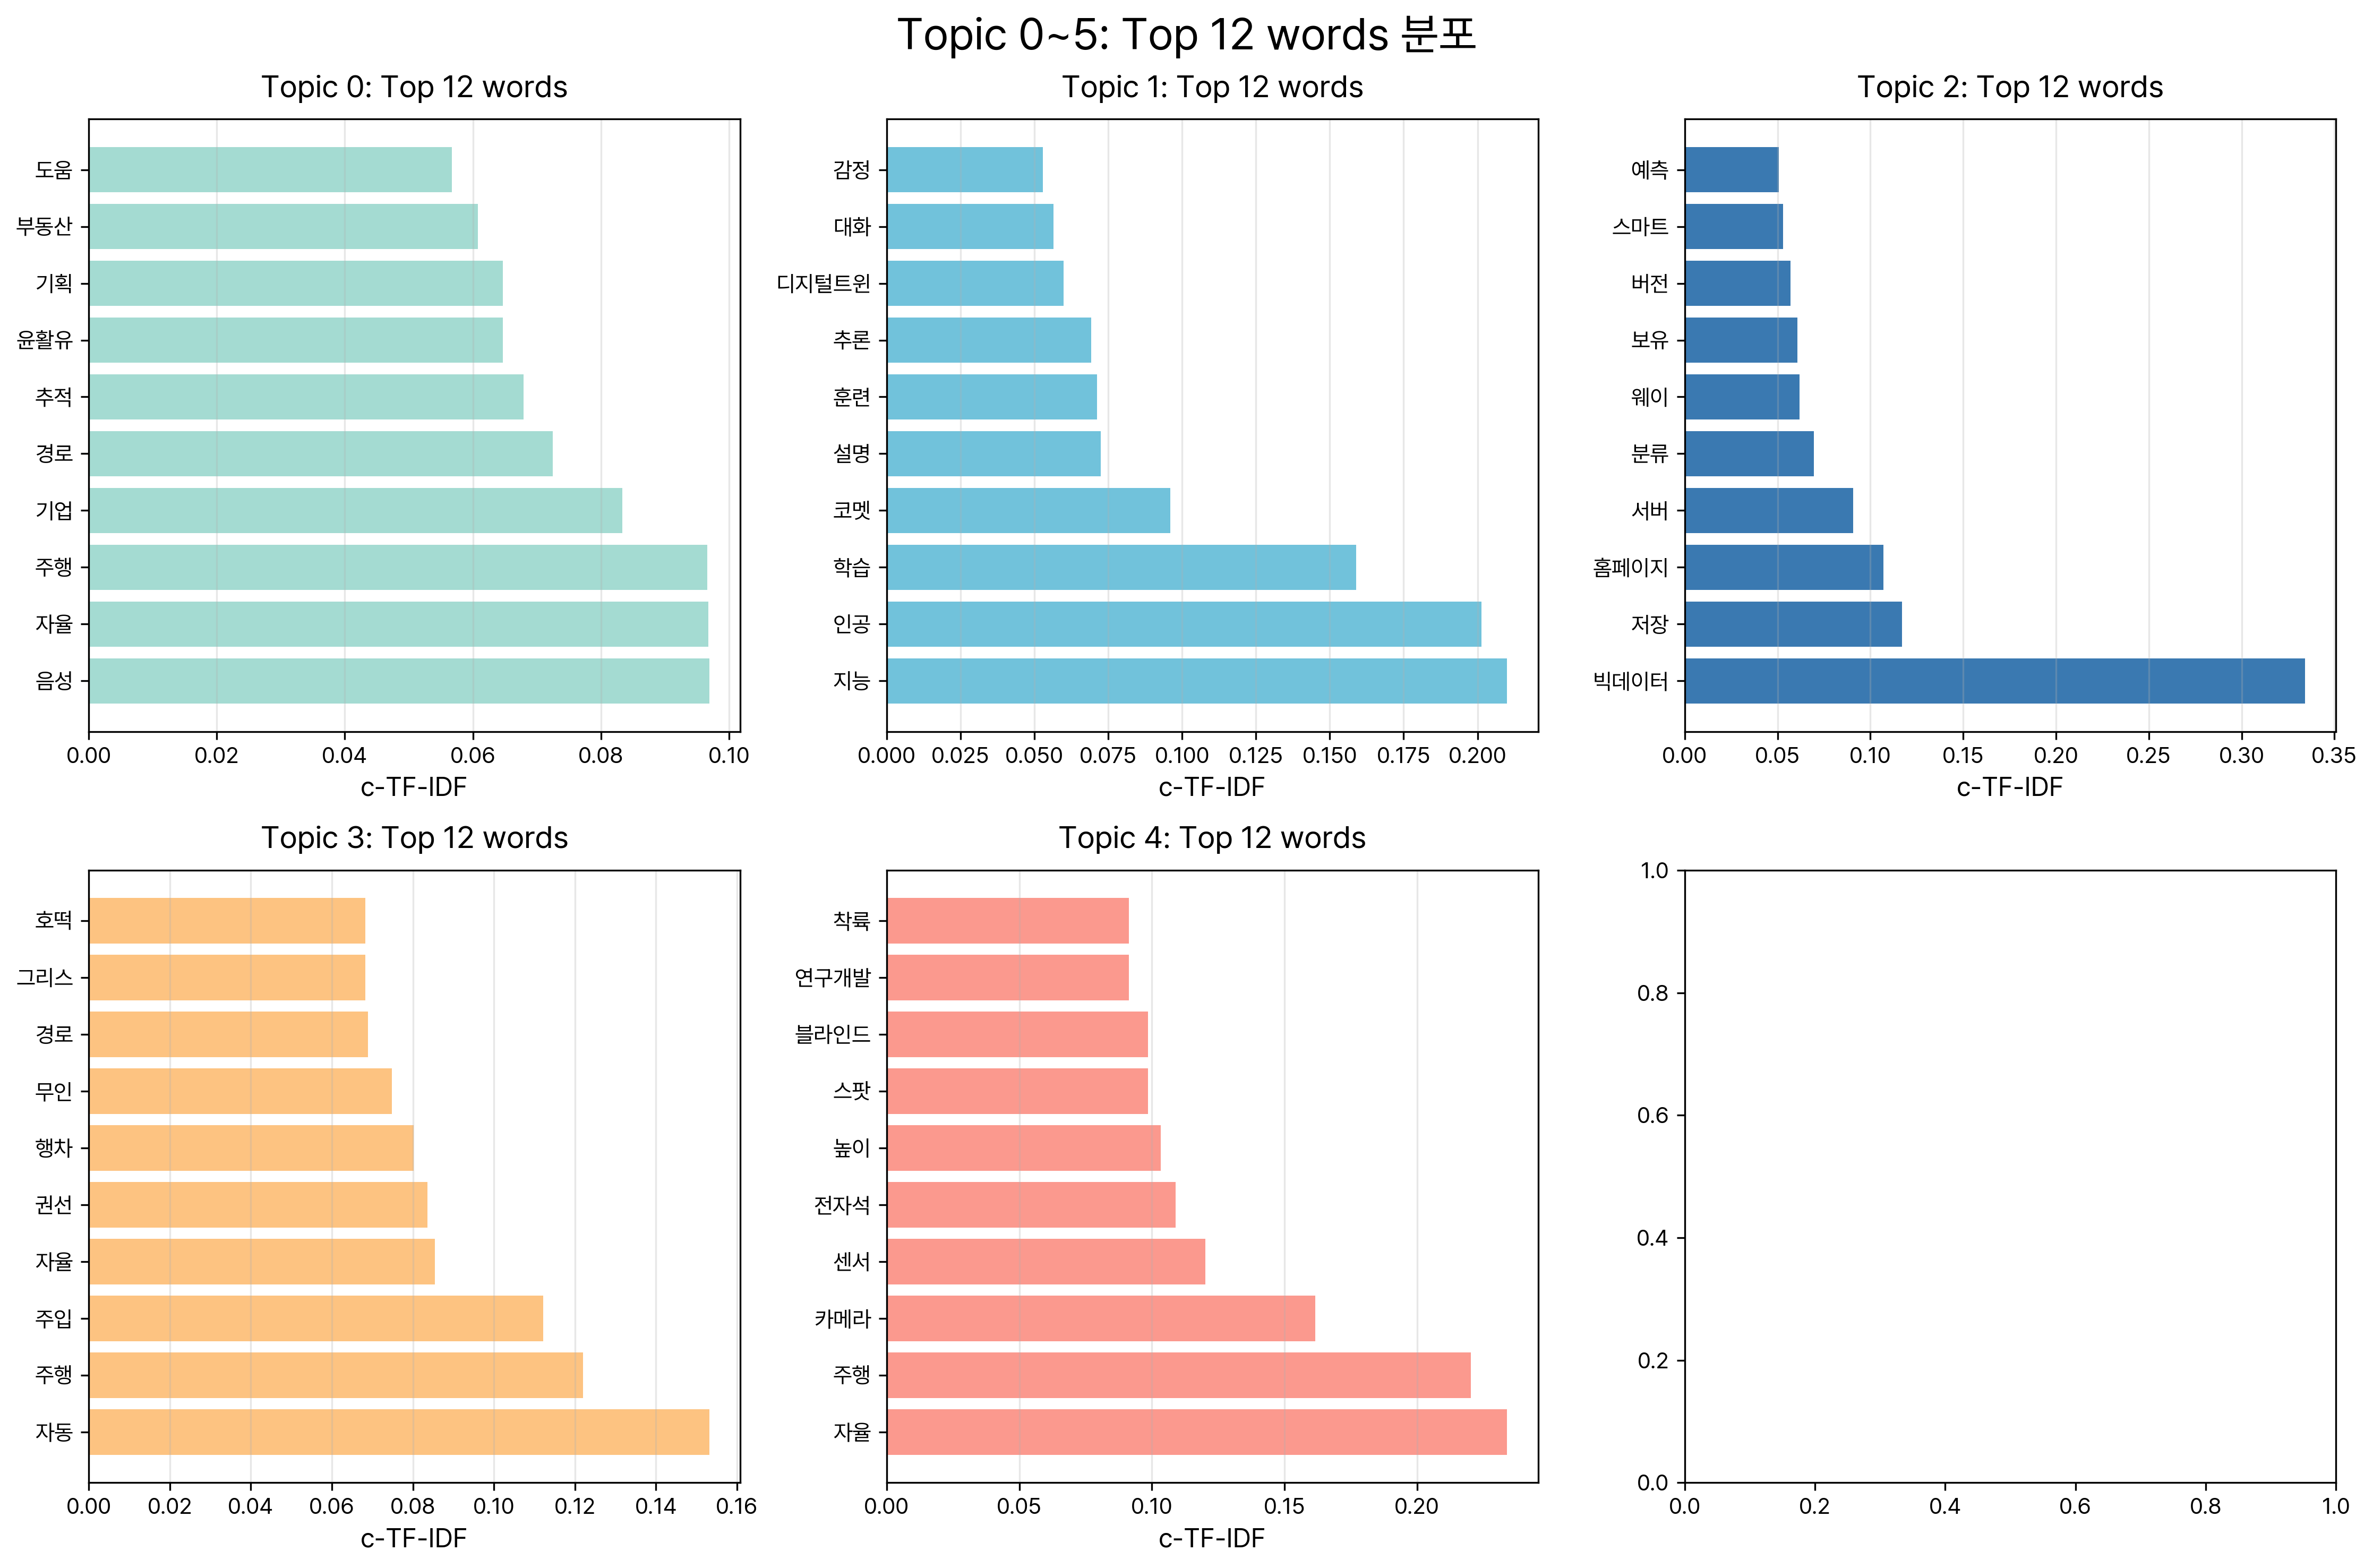 Topic 0~5: Top 12 words 분포
Topic 0: Top 12 words
도움
부동산
기획
윤활유
추적
경로
기업
주행
자율
음성
0.00 0.02 0.04 0.06 0.08 0.10
c-TF-IDF
Topic 1: Top 12 words
감정
대화
디지털트윈
추론
훈련
설명
코멧
학습
인공
지능
0.000 0.025 0.050 0.075 0.100 0.125 0.150 0.175 0.200
c-TF-IDF
Topic 2: Top 12 words
예측
스마트
버전
보유
웨이
분류
서버
홈페이지
저장
빅데이터
0.00 0.05 0.10 0.15 0.20 0.25 0.30 0.35
c-TF-IDF
Topic 3: Top 12 words
호떡
그리스
경로
무인
행차
권선
자율
주입
주행
자동
0.00 0.02 0.04 0.06 0.08 0.10 0.12 0.14 0.16
c-TF-IDF
Topic 4: Top 12 words
착륙
연구개발
블라인드
스팟
높이
전자석
센서
카메라
주행
자율
0.00 0.05 0.10 0.15 0.20
c-TF-IDF
1.0
0.8
0.6
0.4
0.2
0.0
0.0 0.2 0.4 0.6 0.8 1.0